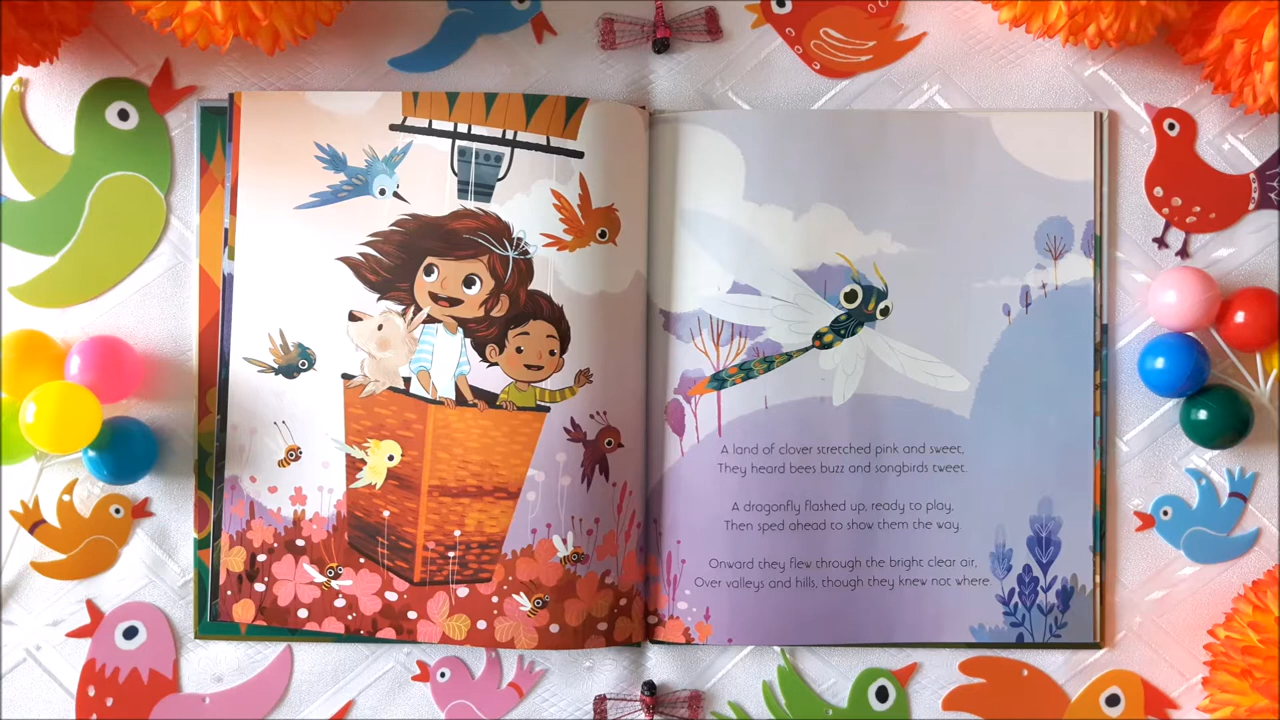 A land of clover stretched pink and sweet,
They heard bees buzz and songbirds tweet.
A dragonfly flashed up, ready to play,
Then sped ahead to show them the way.
Onward they flew through the bright clear air,
Over valleys and hills, though they knew not where.